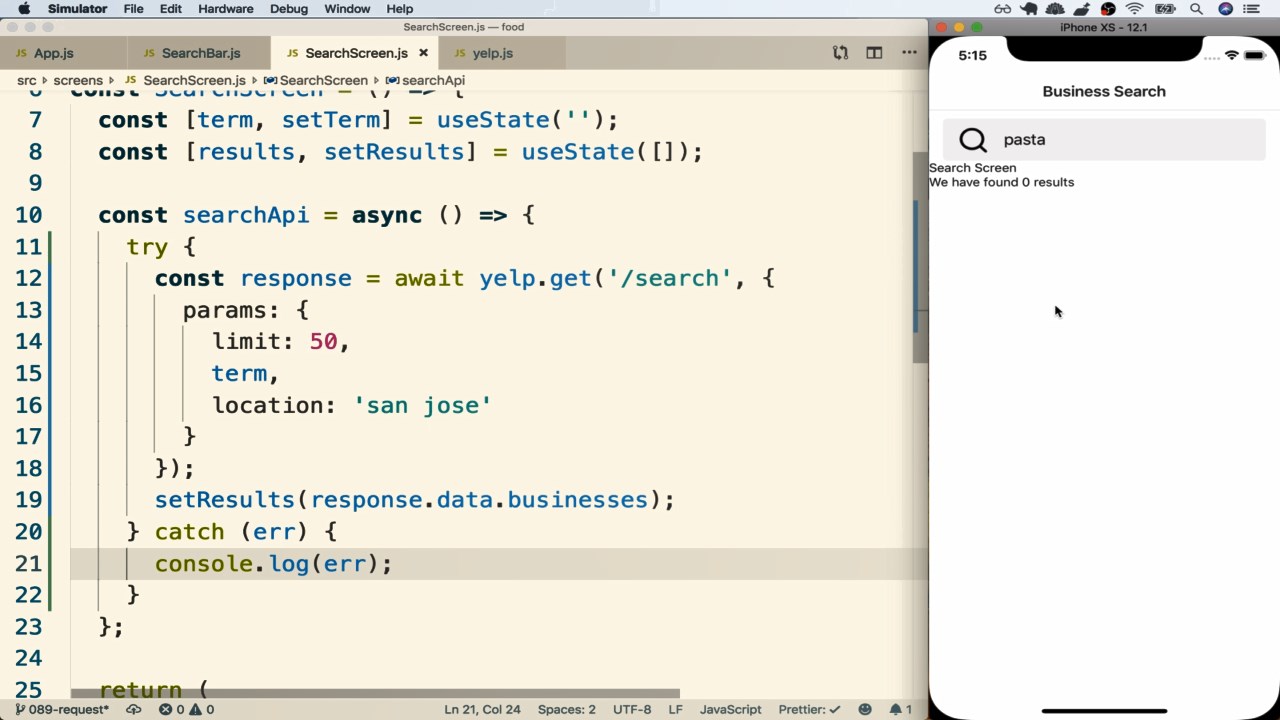 Simulator File Edit Hardware Debug Window Help
SearchScreen.js — food
iPhone XS - 12.1
JS App.js JS SearchBar.js JS SearchScreen.js × JS yelp.js
src screens JS SearchScreen.js SearchScreen searchApi
6 const SearchScreen = () => {
7 const [term, setTerm] = useState('');
8 const [results, setResults] = useState([]);
9
10 const searchApi = async () => {
11 try {
12 const response = await yelp.get('/search', {
13 params: {
14 limit: 50,
15 term,
16 location: 'san jose'
17 }
18 });
19 setResults(response.data.businesses);
20 } catch (err) {
21 console.log(err);
22 }
23 };
24
25 return (
089-request* 0 0 Ln 21, Col 24 Spaces: 2 UTF-8 LF JavaScript Prettier: ✓ 1
5:15
Business Search
pasta
Search Screen
We have found 0 results